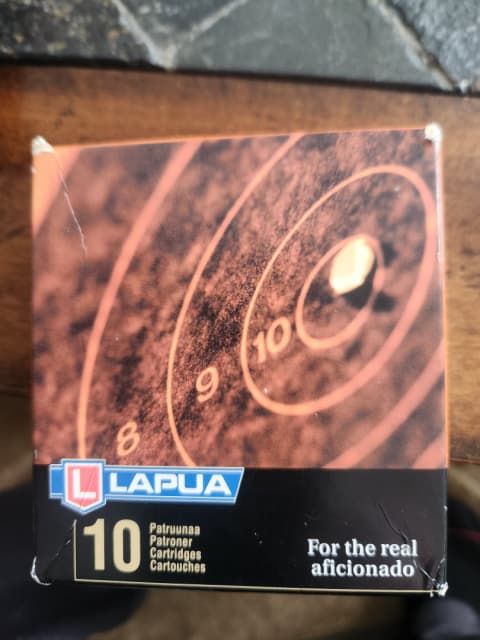 10
9
8
L LAPUA
10
Patruunaa
Patroner
Cartridges
Cartouches
For the real
aficionado